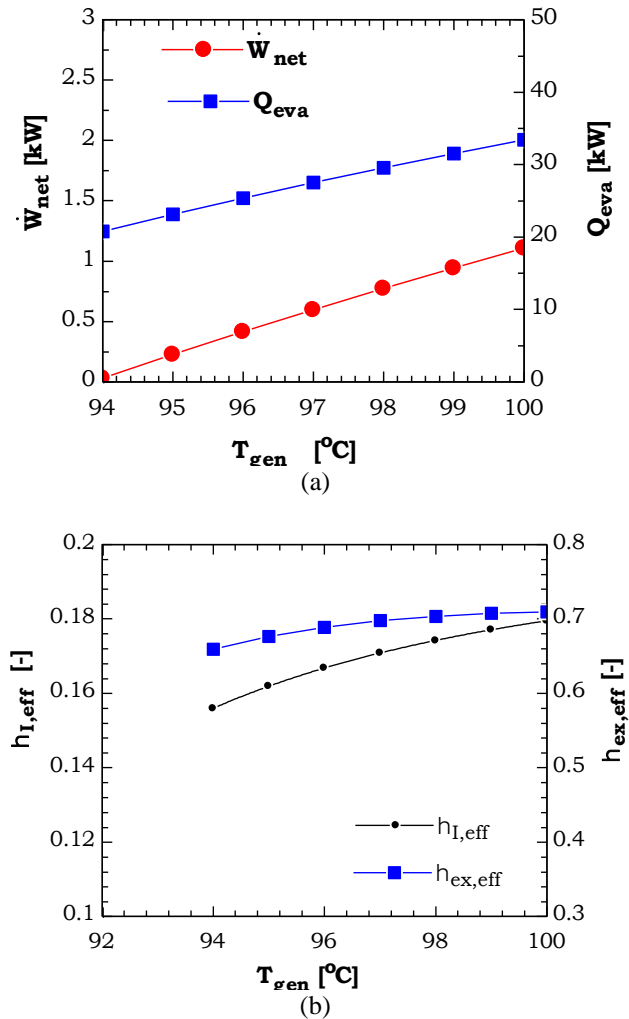 3
2.5
2
1.5
1
0.5
0
Ẇnet [kW]
Ẇnet
Qeva
50
40
30
20
10
0
Qeva [kW]
94 95 96 97 98 99 100
Tgen [°C]
(a)
0.2
0.18
0.16
0.14
0.12
0.1
hI,eff [-]
hI,eff
hex,eff
0.8
0.7
0.6
0.5
0.4
0.3
hex,eff [-]
92 94 96 98 100
Tgen [°C]
(b)